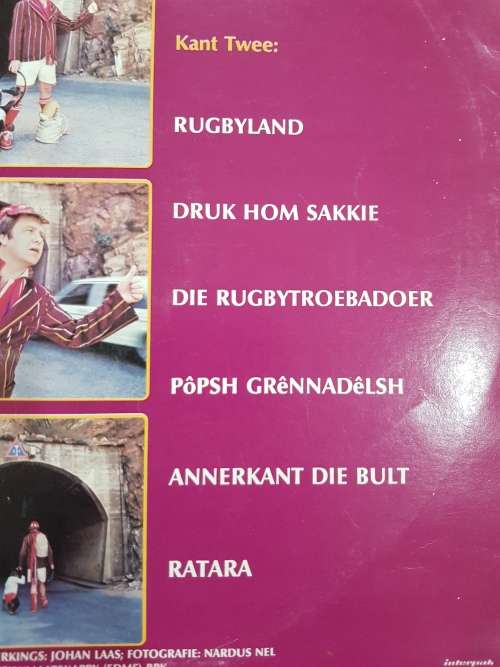 Kant Twee:
RUGBYLAND
DRUK HOM SAKKIE
DIE RUGBYTROEBADOER
PôPSH GRêNNADêLSH
ANNERKANT DIE BULT
RATARA
RKINGS: JOHAN LAAS; FOTOGRAFIE: NARDUS NEL
interpak